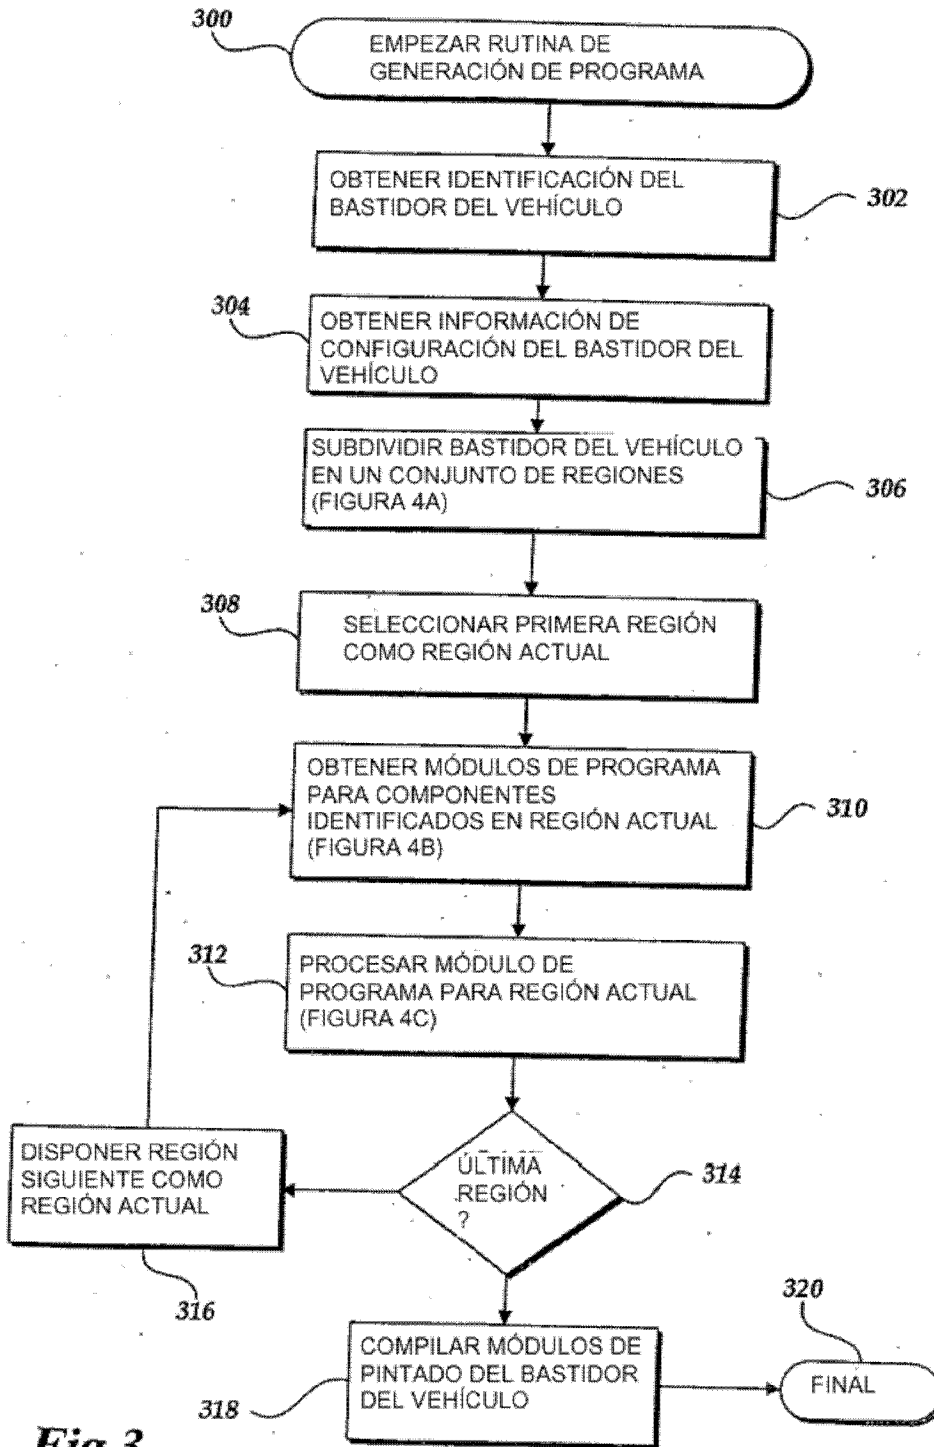 300
EMPEZAR RUTINA DE
GENERACIÓN DE PROGRAMA
OBTENER IDENTIFICACIÓN DEL
BASTIDOR DEL VEHÍCULO
302
304
OBTENER INFORMACIÓN DE
CONFIGURACIÓN DEL BASTIDOR DEL
VEHÍCULO
SUBDIVIDIR BASTIDOR DEL VEHÍCULO
EN UN CONJUNTO DE REGIONES
(FIGURA 4A)
306
308
SELECCIONAR PRIMERA REGIÓN
COMO REGIÓN ACTUAL
OBTENER MÓDULOS DE PROGRAMA
PARA COMPONENTES
IDENTIFICADOS EN REGIÓN ACTUAL
(FIGURA 4B)
310
312
PROCESAR MÓDULO DE
PROGRAMA PARA REGIÓN ACTUAL
(FIGURA 4C)
DISPONER REGIÓN
SIGUIENTE COMO
REGIÓN ACTUAL
316
ÚLTIMA
REGIÓN
?
314
COMPILAR MÓDULOS DE
PINTADO DEL BASTIDOR
DEL VEHÍCULO
318
320
FINAL
Fig.3